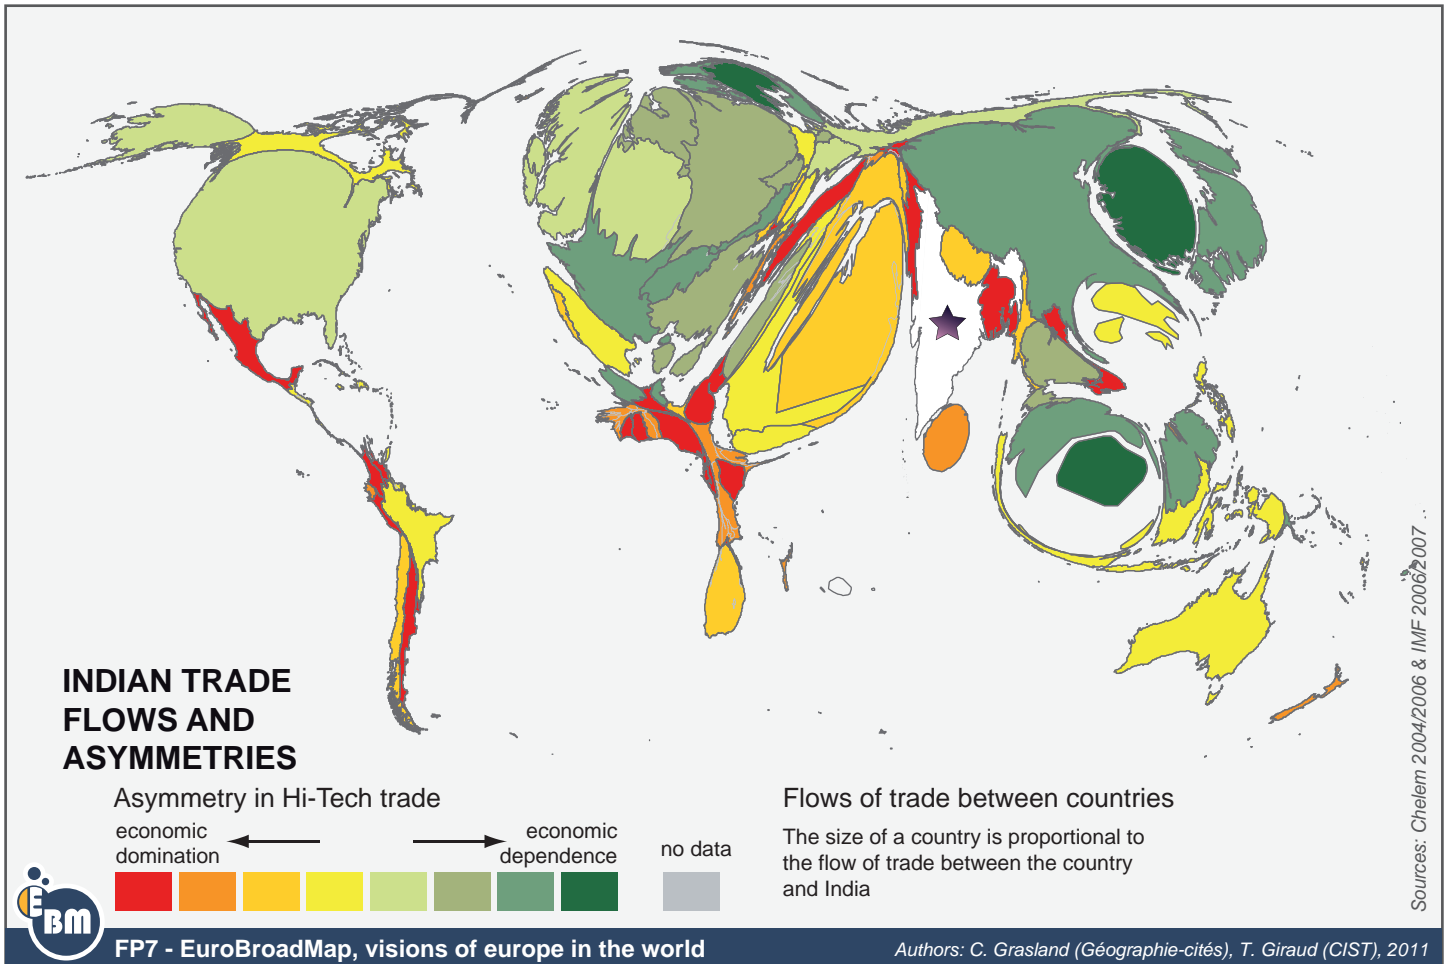 INDIAN TRADE
FLOWS AND
ASYMMETRIES
Asymmetry in Hi-Tech trade
economic
domination
economic
dependence
no data
Flows of trade between countries
The size of a country is proportional to
the flow of trade between the country
and India
Sources: Chelem 2004/2006 & IMF 2006/2007 ..
EBM
FP7 - EuroBroadMap, visions of europe in the world
Authors: C. Grasland (Géographie-cités), T. Giraud (CIST), 2011